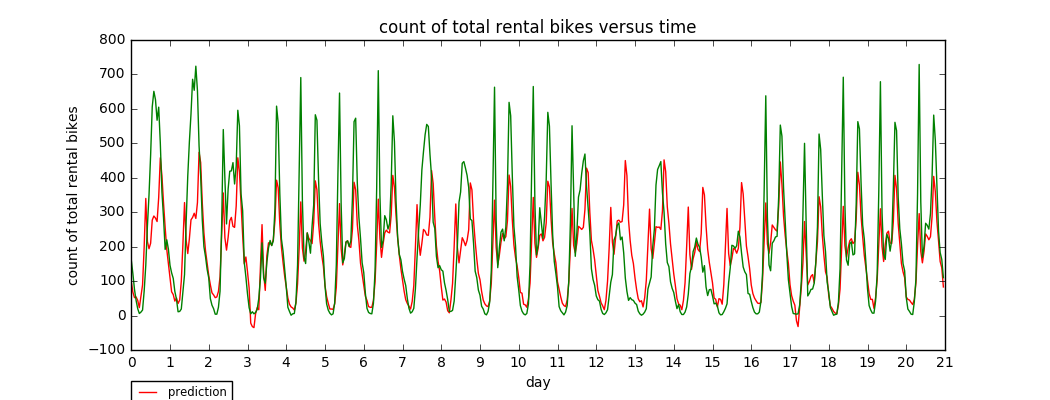 count of total rental bikes versus time
count of total rental bikes
800
700
600
500
400
300
200
100
0
−100
0 1 2 3 4 5 6 7 8 9 10 11 12 13 14 15 16 17 18 19 20 21
day
prediction